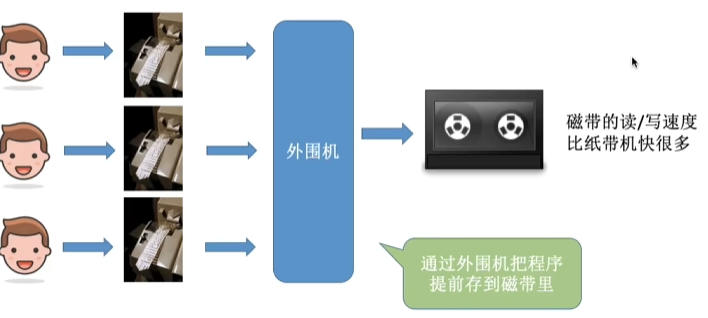 外围机
磁带的读/写速度
比纸带机快很多
通过外围机把程序
提前存到磁带里